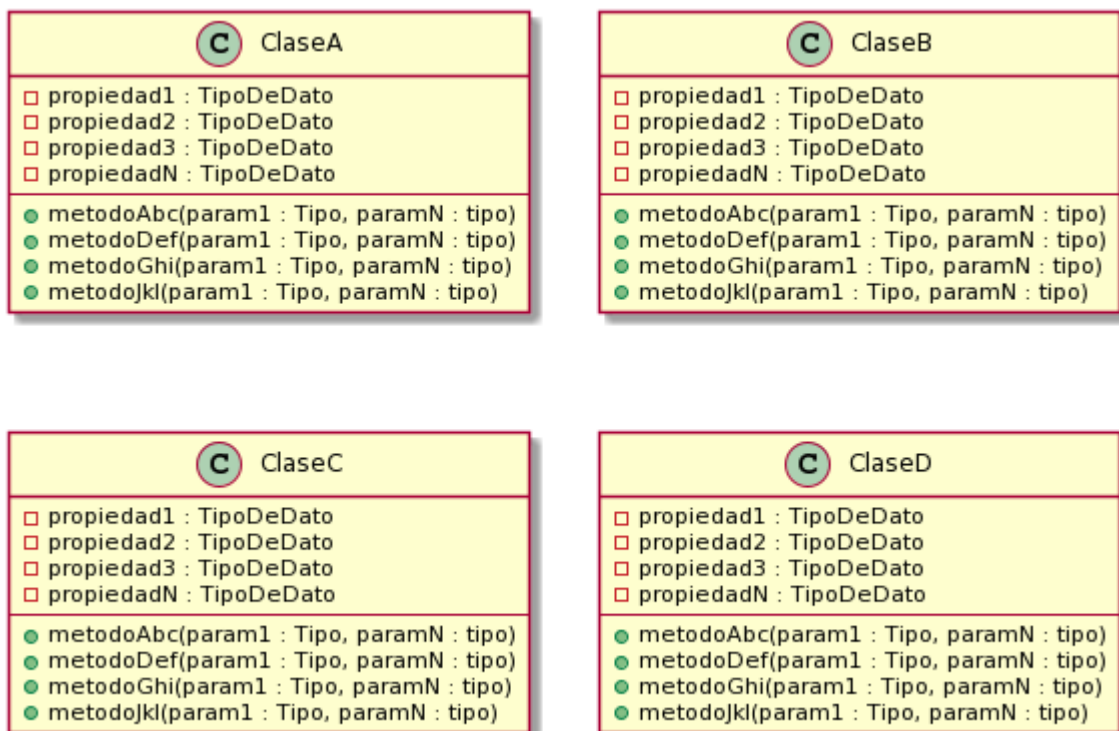 C ClaseA
propiedad1 : TipoDeDato
propiedad2 : TipoDeDato
propiedad3 : TipoDeDato
propiedadN : TipoDeDato
metodoAbc(param1 : Tipo, paramN : tipo)
metodoDef(param1 : Tipo, paramN : tipo)
metodoGhi(param1 : Tipo, paramN : tipo)
metodoJkl(param1 : Tipo, paramN : tipo)
C ClaseB
propiedad1 : TipoDeDato
propiedad2 : TipoDeDato
propiedad3 : TipoDeDato
propiedadN : TipoDeDato
metodoAbc(param1 : Tipo, paramN : tipo)
metodoDef(param1 : Tipo, paramN : tipo)
metodoGhi(param1 : Tipo, paramN : tipo)
metodoJkl(param1 : Tipo, paramN : tipo)
C ClaseC
propiedad1 : TipoDeDato
propiedad2 : TipoDeDato
propiedad3 : TipoDeDato
propiedadN : TipoDeDato
metodoAbc(param1 : Tipo, paramN : tipo)
metodoDef(param1 : Tipo, paramN : tipo)
metodoGhi(param1 : Tipo, paramN : tipo)
metodoJkl(param1 : Tipo, paramN : tipo)
C ClaseD
propiedad1 : TipoDeDato
propiedad2 : TipoDeDato
propiedad3 : TipoDeDato
propiedadN : TipoDeDato
metodoAbc(param1 : Tipo, paramN : tipo)
metodoDef(param1 : Tipo, paramN : tipo)
metodoGhi(param1 : Tipo, paramN : tipo)
metodoJkl(param1 : Tipo, paramN : tipo)